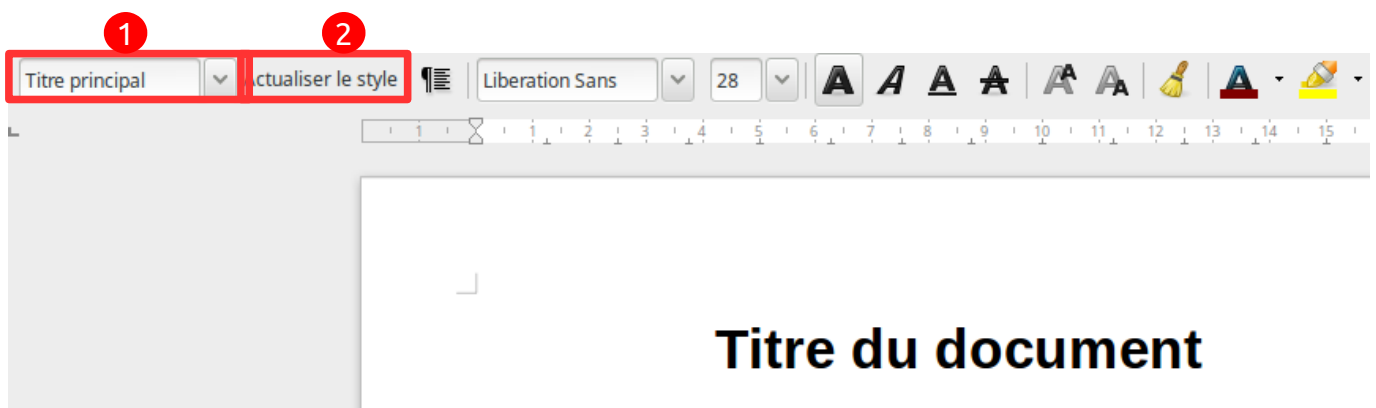 1 2
Titre principal ctualiser le style Liberation Sans 28 A A A A A A A A A
1 1 2 3 4 5 6 7 8 9 10 11 12 13 14 15
Titre du document